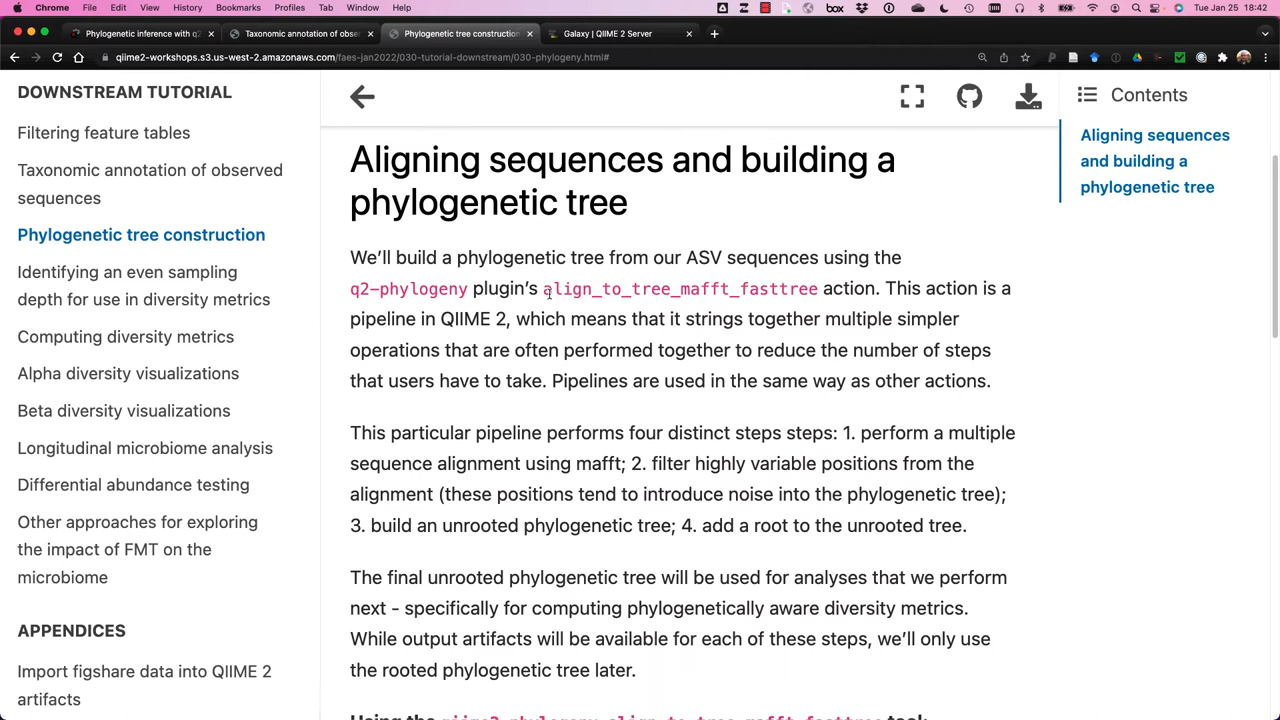 Chrome File Edit View History Bookmarks Profiles Tab Window Help box Tue Jan 25 18:42
Phylogenetic inference with q2 Taxonomic annotation of obser Phylogenetic tree construction Galaxy | QIIME 2 Server
qiime2-workshops.s3.us-west-2.amazonaws.com/faes-jan2022/030-tutorial-downstream/030-phylogeny.html#
DOWNSTREAM TUTORIAL
Filtering feature tables
Taxonomic annotation of observed
sequences
Phylogenetic tree construction
Identifying an even sampling
depth for use in diversity metrics
Computing diversity metrics
Alpha diversity visualizations
Beta diversity visualizations
Longitudinal microbiome analysis
Differential abundance testing
Other approaches for exploring
the impact of FMT on the
microbiome
APPENDICES
Import figshare data into QIIME 2
artifacts
Aligning sequences and building a
phylogenetic tree
We'll build a phylogenetic tree from our ASV sequences using the
q2-phylogeny plugin's align_to_tree_mafft_fasttree action. This action is a
pipeline in QIIME 2, which means that it strings together multiple simpler
operations that are often performed together to reduce the number of steps
that users have to take. Pipelines are used in the same way as other actions.
This particular pipeline performs four distinct steps steps: 1. perform a multiple
sequence alignment using mafft; 2. filter highly variable positions from the
alignment (these positions tend to introduce noise into the phylogenetic tree);
3. build an unrooted phylogenetic tree; 4. add a root to the unrooted tree.
The final unrooted phylogenetic tree will be used for analyses that we perform
next - specifically for computing phylogenetically aware diversity metrics.
While output artifacts will be available for each of these steps, we'll only use
the rooted phylogenetic tree later.
Using the qiime2 phylogeny align_to_tree_mafft_fasttree tool:
Contents
Aligning sequences
and building a
phylogenetic tree